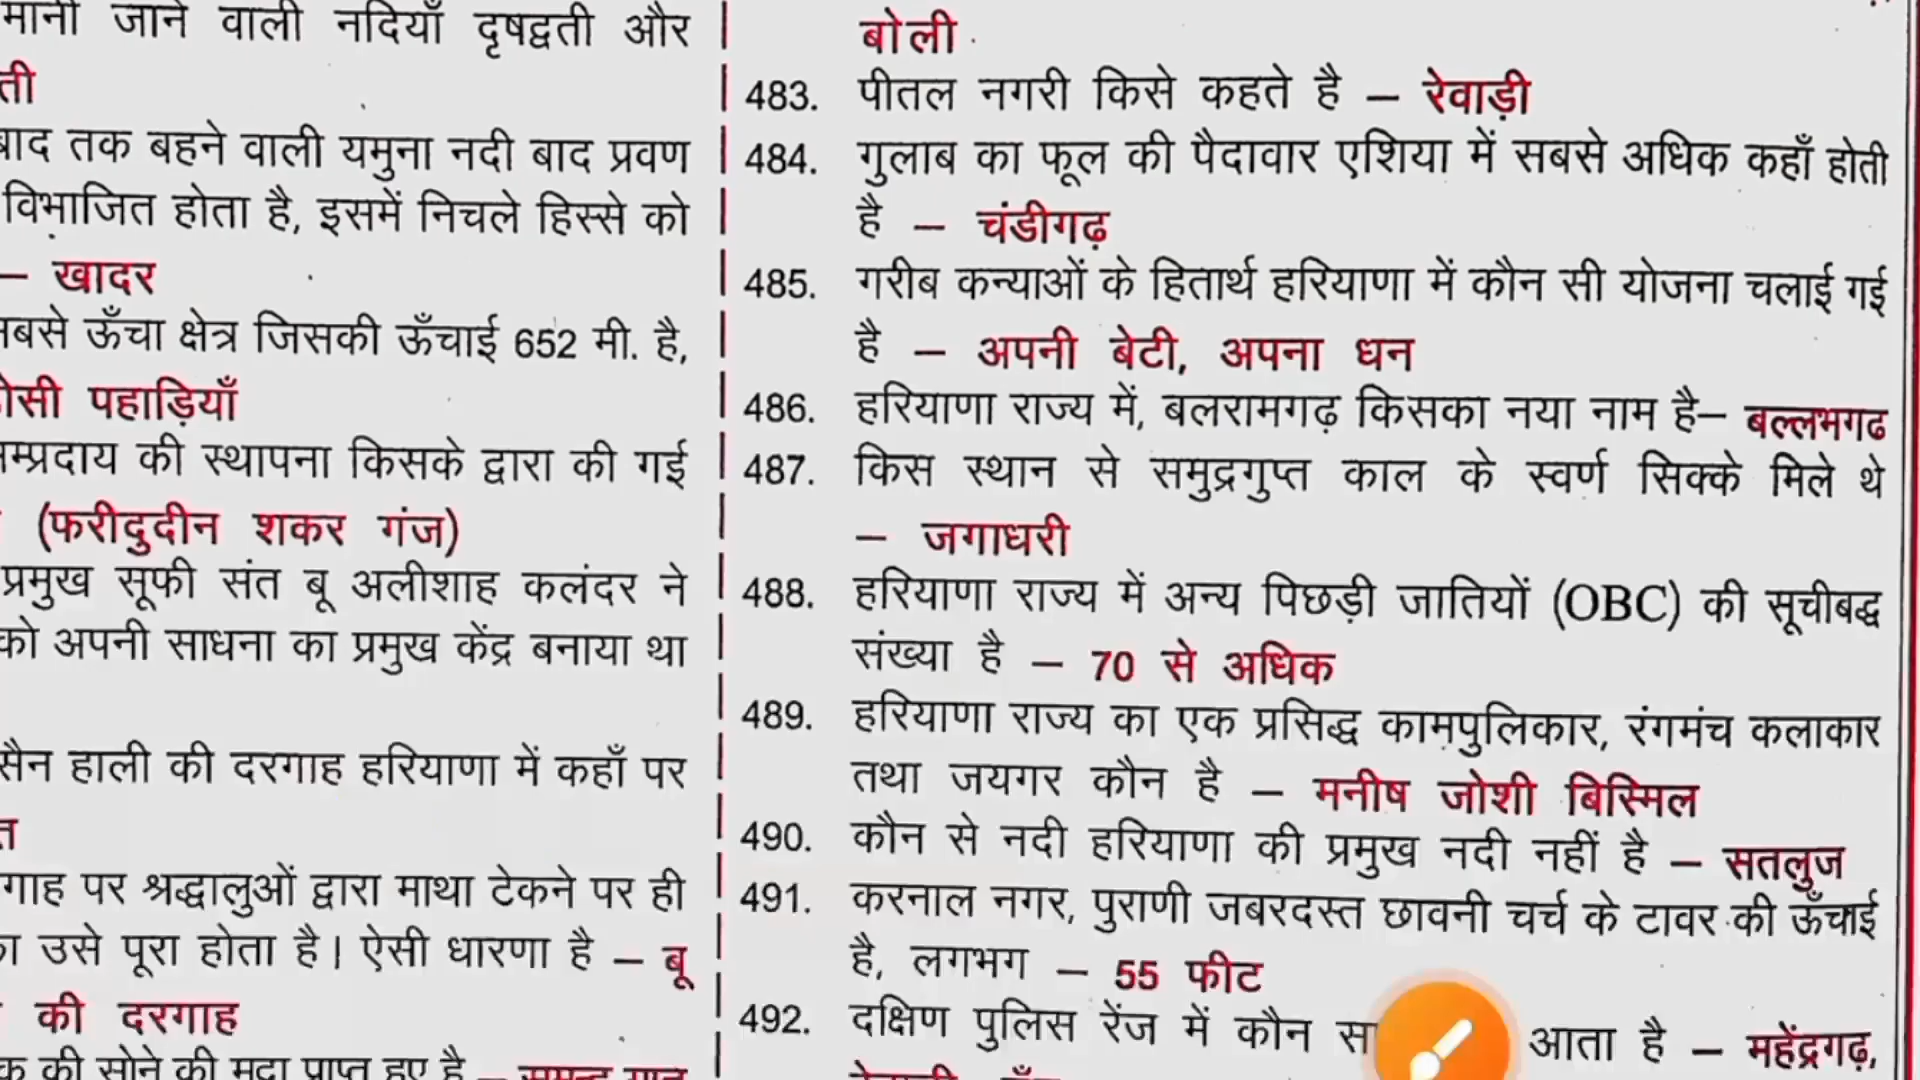 मानी जाने वाली नदियाँ दृषद्वती और
ती
बाद तक बहने वाली यमुना नदी बाद प्रवण
विभाजित होता है, इसमें निचले हिस्से को
– खादर
सबसे ऊँचा क्षेत्र जिसकी ऊँचाई 652 मी. है,
ोसी पहाड़ियाँ
सम्प्रदाय की स्थापना किसके द्वारा की गई
(फरीदुदीन शकर गंज)
प्रमुख सूफी संत बू अलीशाह कलंदर ने
को अपनी साधना का प्रमुख केंद्र बनाया था
सैन हाली की दरगाह हरियाणा में कहाँ पर
त
गाह पर श्रद्धालुओं द्वारा माथा टेकने पर ही
उसे पूरा होता है। ऐसी धारणा है – बू
की दरगाह
की सोने की मुद्रा प्राप्त हुए है –
बोली
483. पीतल नगरी किसे कहते है – रेवाड़ी
484. गुलाब का फूल की पैदावार एशिया में सबसे अधिक कहाँ होती
है – चंडीगढ़
485. गरीब कन्याओं के हितार्थ हरियाणा में कौन सी योजना चलाई गई
है – अपनी बेटी, अपना धन
486. हरियाणा राज्य में, बलरामगढ़ किसका नया नाम है– बल्लभगढ
487. किस स्थान से समुद्रगुप्त काल के स्वर्ण सिक्के मिले थे
– जगाधरी
488. हरियाणा राज्य में अन्य पिछड़ी जातियों (OBC) की सूचीबद्ध
संख्या है – 70 से अधिक
489. हरियाणा राज्य का एक प्रसिद्ध कामपुलिकार, रंगमंच कलाकार
तथा जयगर कौन है – मनीष जोशी बिस्मिल
490. कौन से नदी हरियाणा की प्रमुख नदी नहीं है – सतलुज
491. करनाल नगर, पुराणी जबरदस्त छावनी चर्च के टावर की ऊँचाई
है, लगभग – 55 फीट
492. दक्षिण पुलिस रेंज में कौन सा आता है – महेंद्रगढ़,